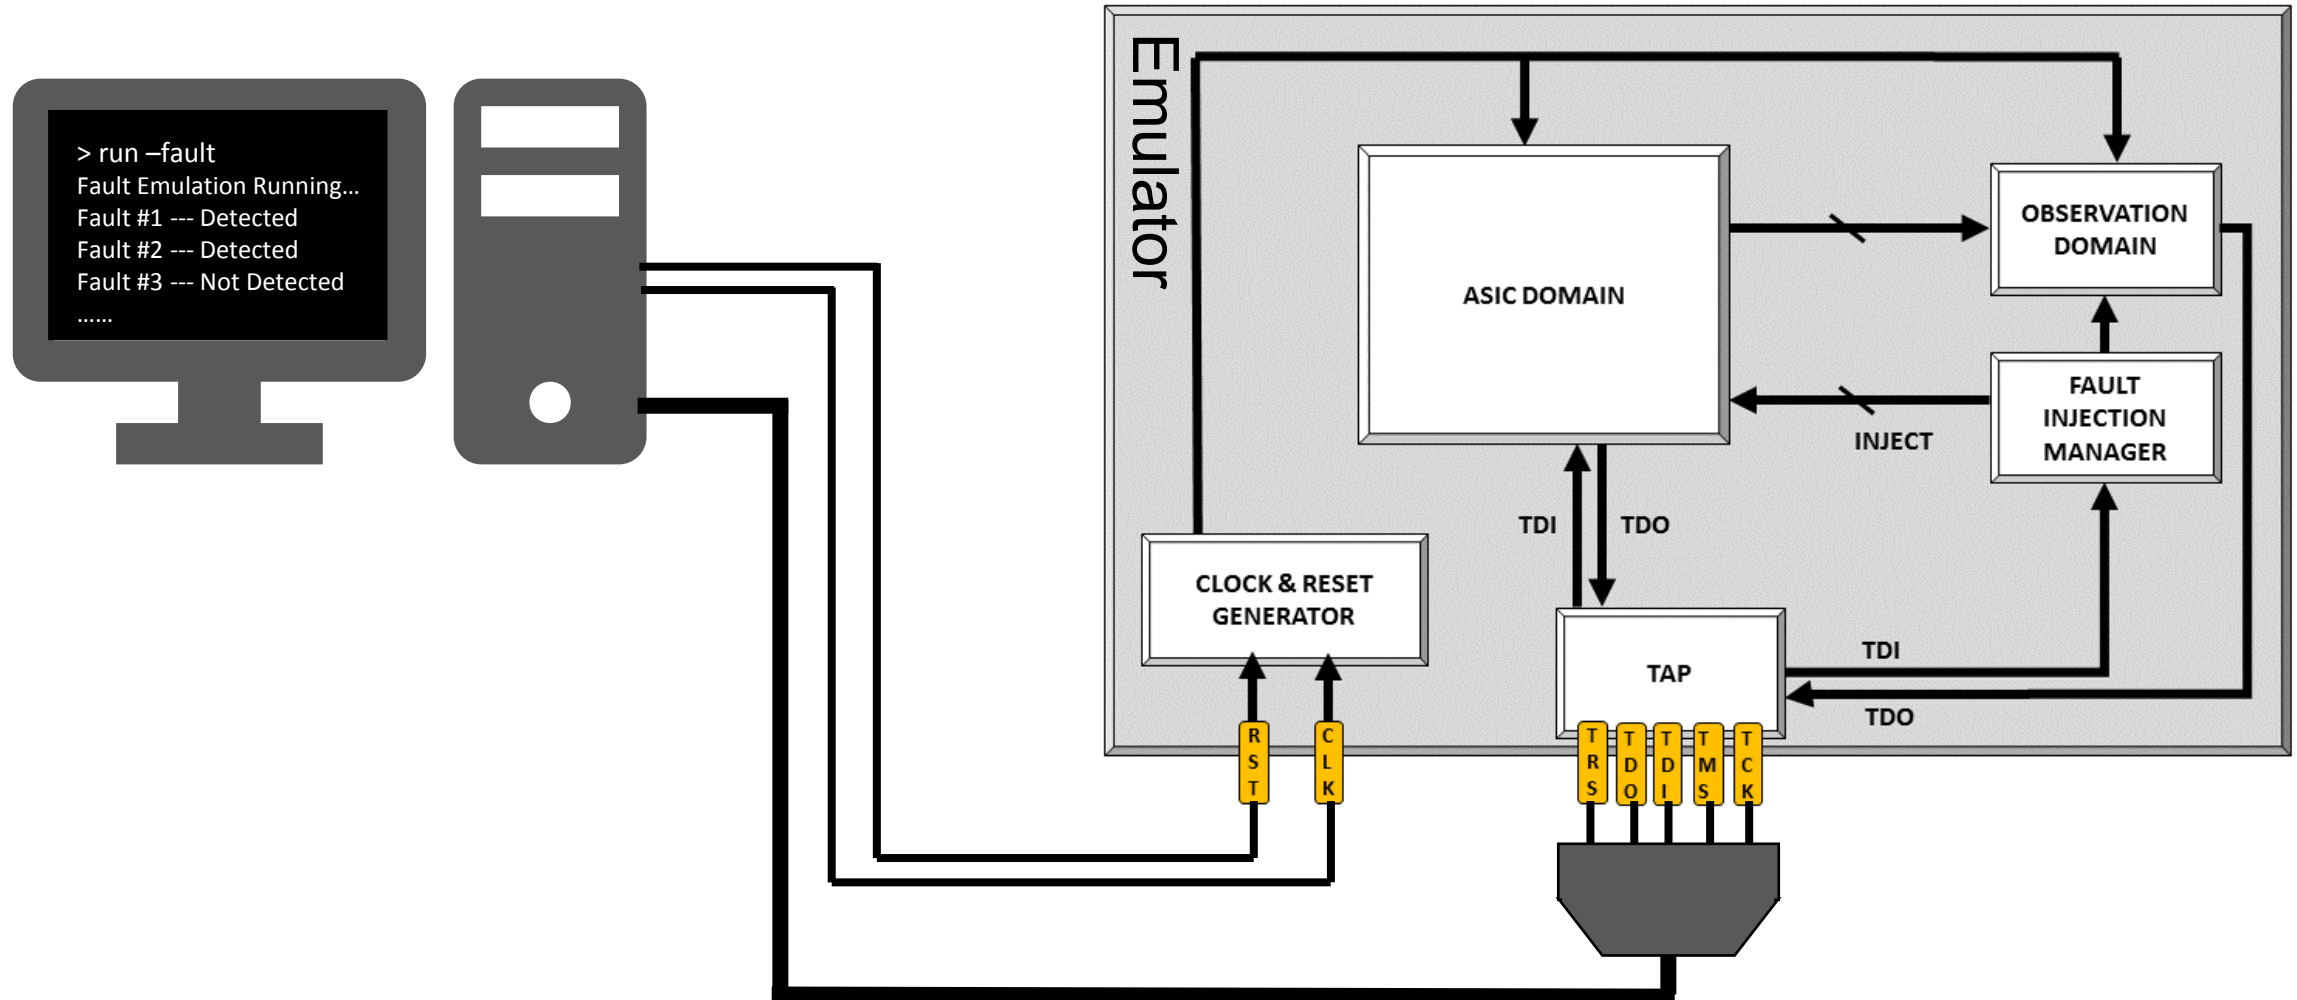 > run –fault
Fault Emulation Running...
Fault #1 --- Detected
Fault #2 --- Detected
Fault #3 --- Not Detected
......
Emulator
ASIC DOMAIN
OBSERVATION
DOMAIN
FAULT
INJECTION
MANAGER
INJECT
TDI
TDO
CLOCK & RESET
GENERATOR
TAP
TDI
TDO
RST
CLK
TRS
TDO
TDI
TMS
TCK